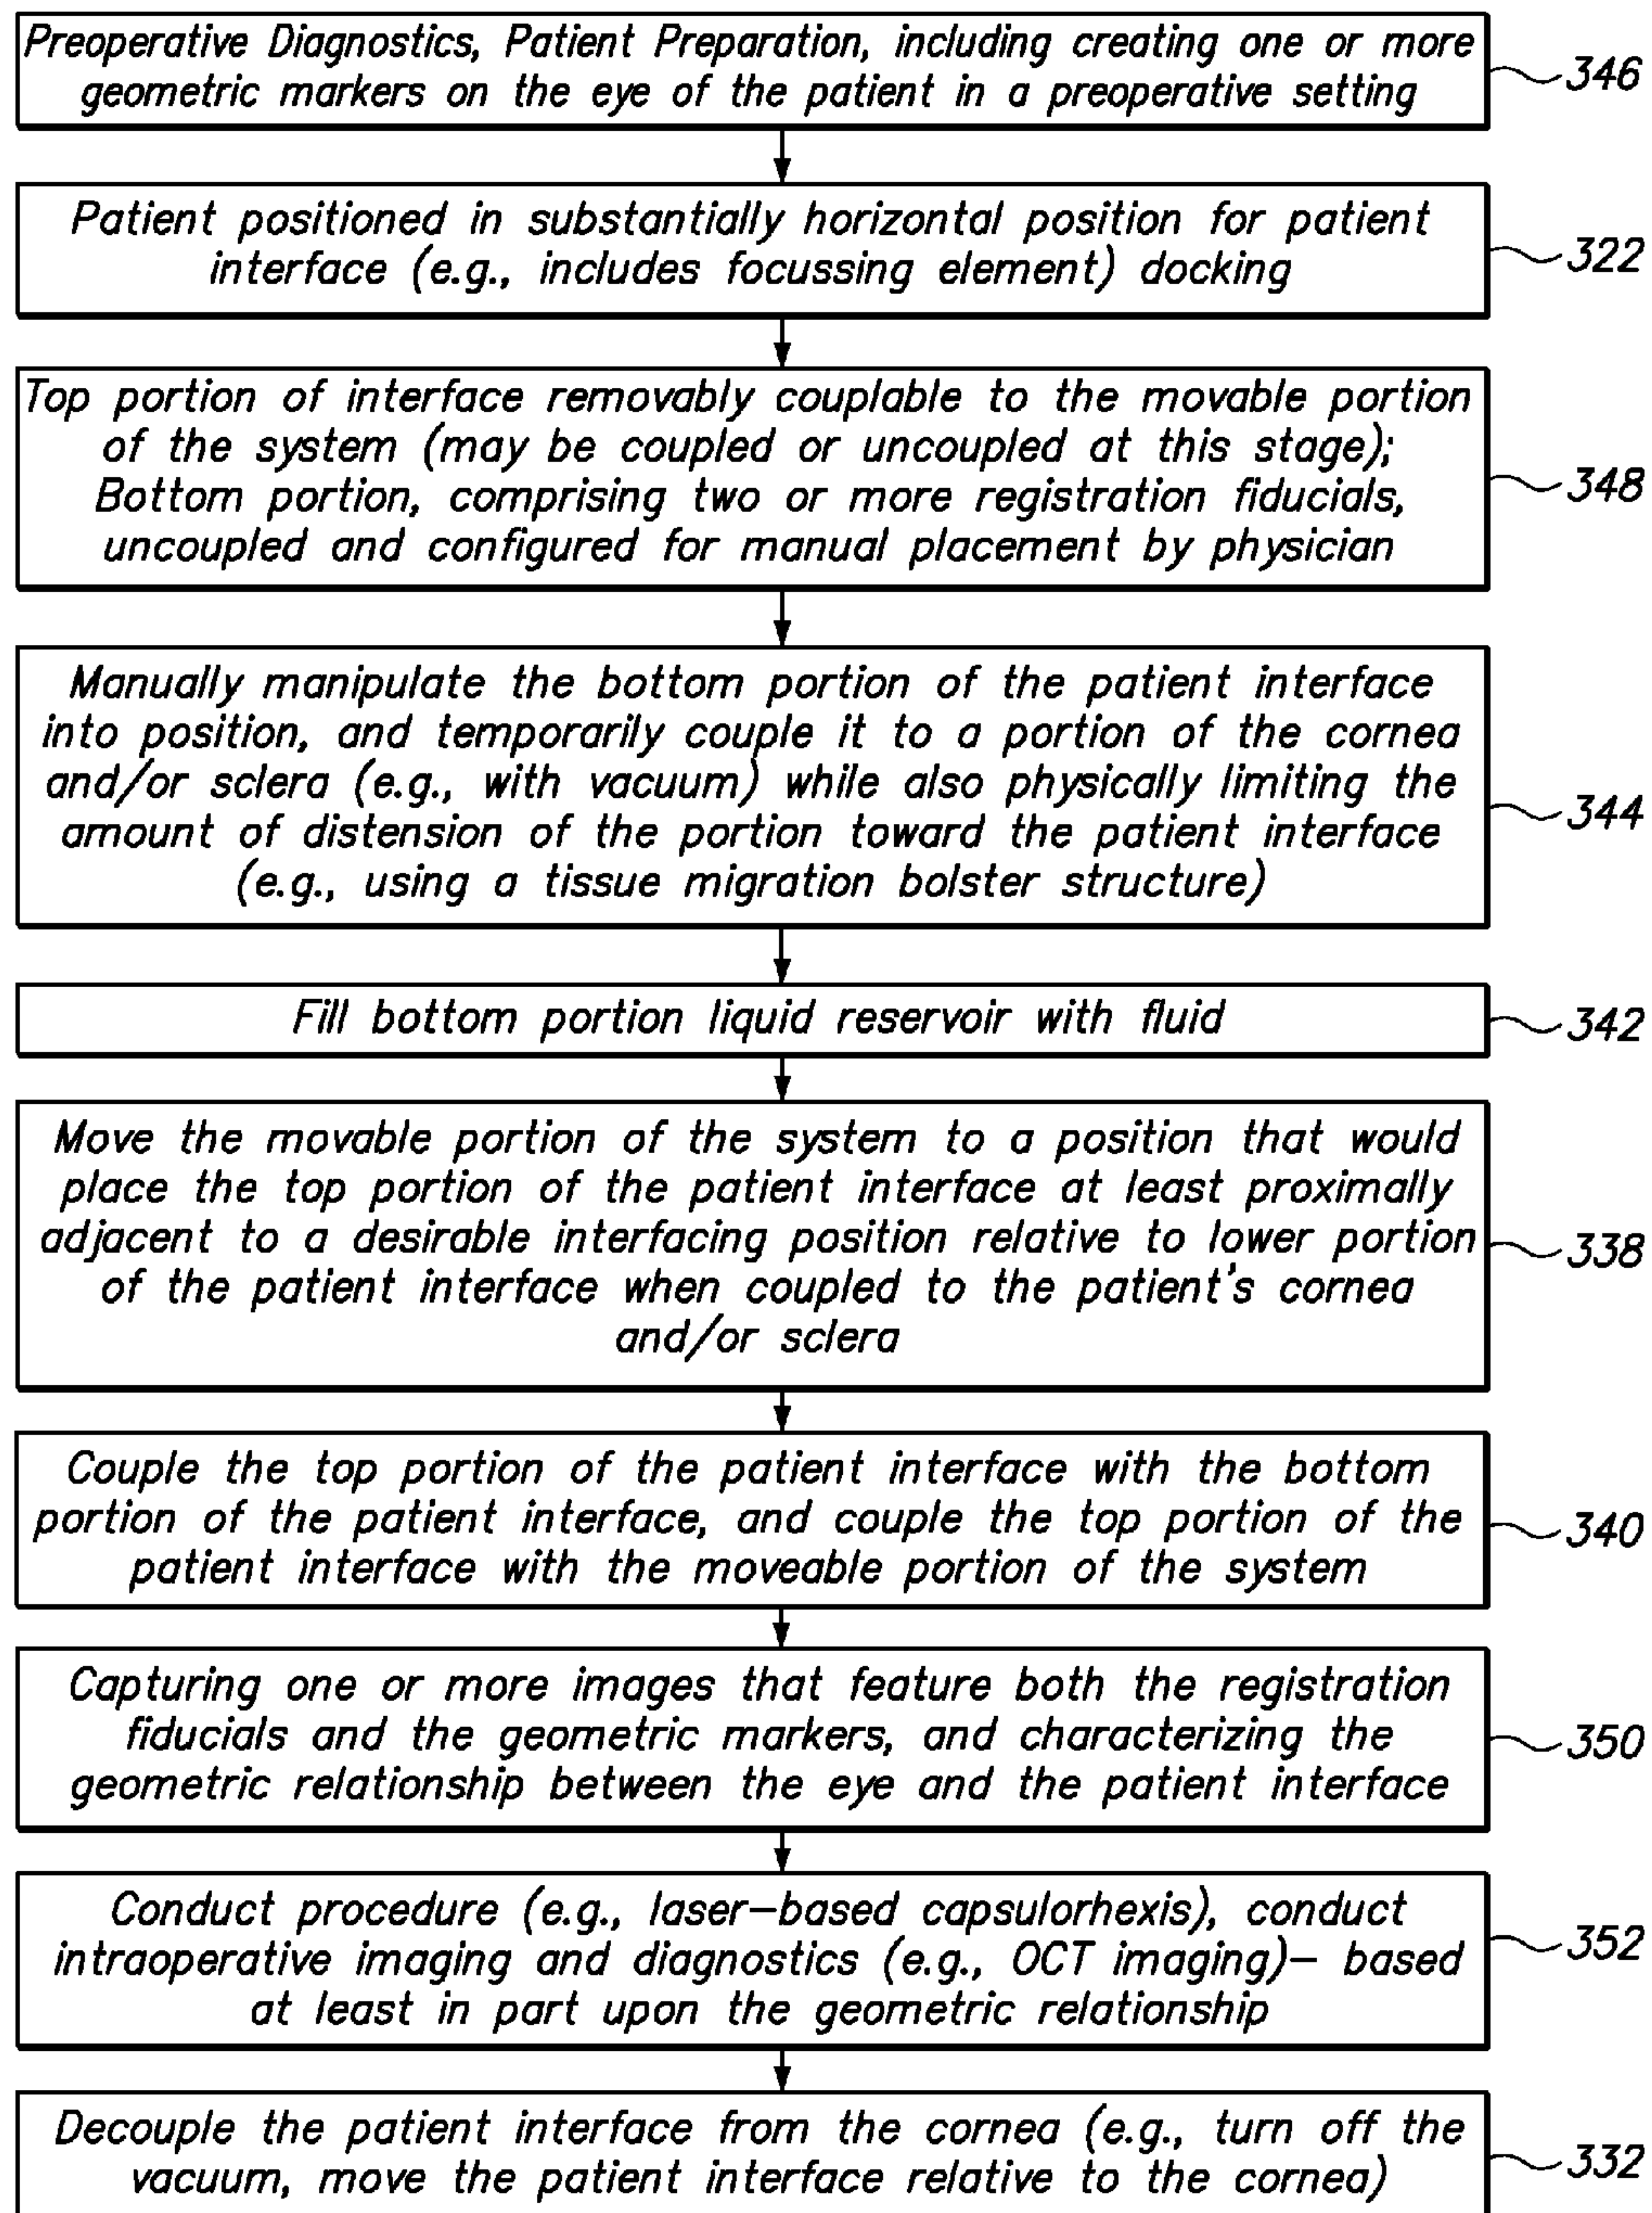 Preoperative Diagnostics, Patient Preparation, including creating one or more
geometric markers on the eye of the patient in a preoperative setting
346
Patient positioned in substantially horizontal position for patient
interface (e.g., includes focussing element) docking
322
Top portion of interface removably couplable to the movable portion
of the system (may be coupled or uncoupled at this stage);
Bottom portion, comprising two or more registration fiducials,
uncoupled and configured for manual placement by physician
348
Manually manipulate the bottom portion of the patient interface
into position, and temporarily couple it to a portion of the cornea
and/or sclera (e.g., with vacuum) while also physically limiting the
amount of distension of the portion toward the patient interface
(e.g., using a tissue migration bolster structure)
344
Fill bottom portion liquid reservoir with fluid
342
Move the movable portion of the system to a position that would
place the top portion of the patient interface at least proximally
adjacent to a desirable interfacing position relative to lower portion
of the patient interface when coupled to the patient's cornea
and/or sclera
338
Couple the top portion of the patient interface with the bottom
portion of the patient interface, and couple the top portion of the
patient interface with the moveable portion of the system
340
Capturing one or more images that feature both the registration
fiducials and the geometric markers, and characterizing the
geometric relationship between the eye and the patient interface
350
Conduct procedure (e.g., laser-based capsulorhexis), conduct
intraoperative imaging and diagnostics (e.g., OCT imaging)– based
at least in part upon the geometric relationship
352
Decouple the patient interface from the cornea (e.g., turn off the
vacuum, move the patient interface relative to the cornea)
332